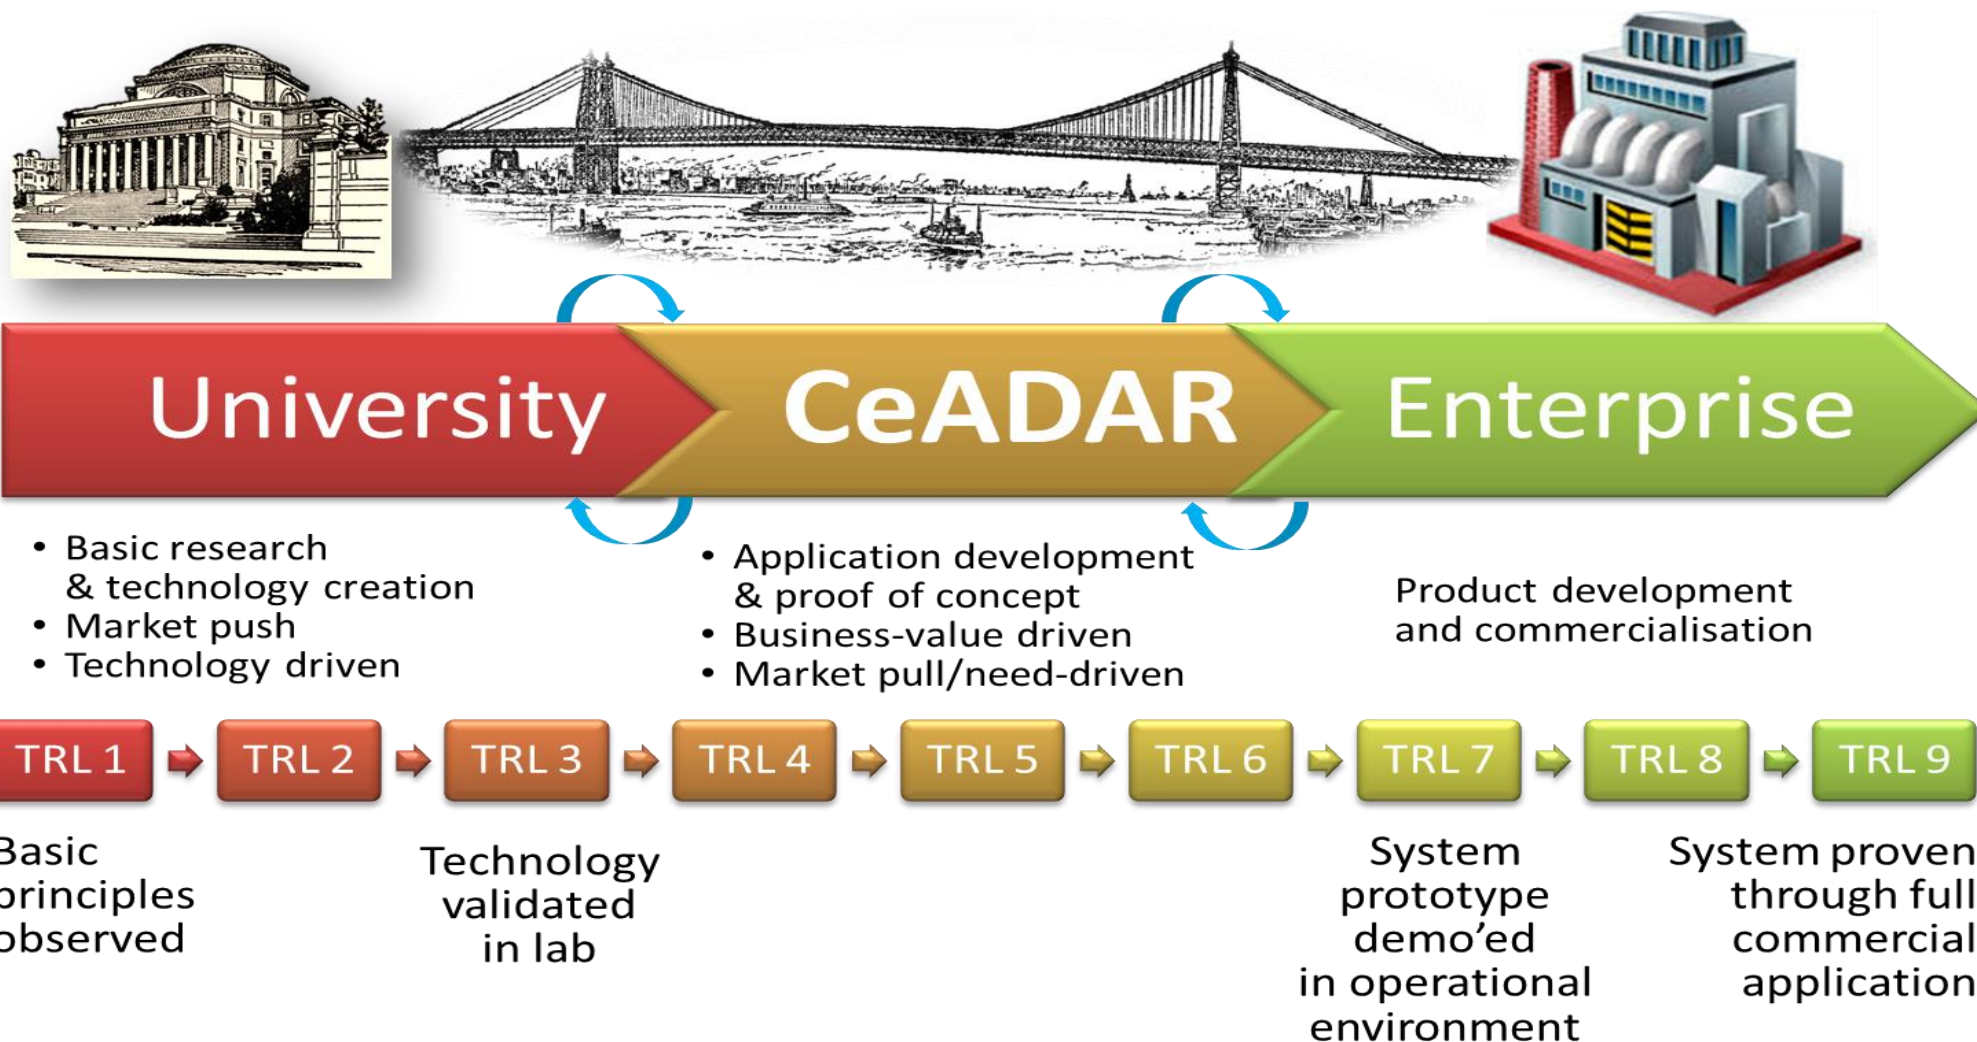 University
CeADAR
Enterprise
• Basic research
& technology creation
• Market push
• Technology driven
• Application development
& proof of concept
• Business-value driven
• Market pull/need-driven
Product development
and commercialisation
TRL 1
TRL 2
TRL 3
TRL 4
TRL 5
TRL 6
TRL 7
TRL 8
TRL 9
Basic
principles
observed
Technology
validated
in lab
System
prototype
demo’ed
in operational
environment
System proven
through full
commercial
application